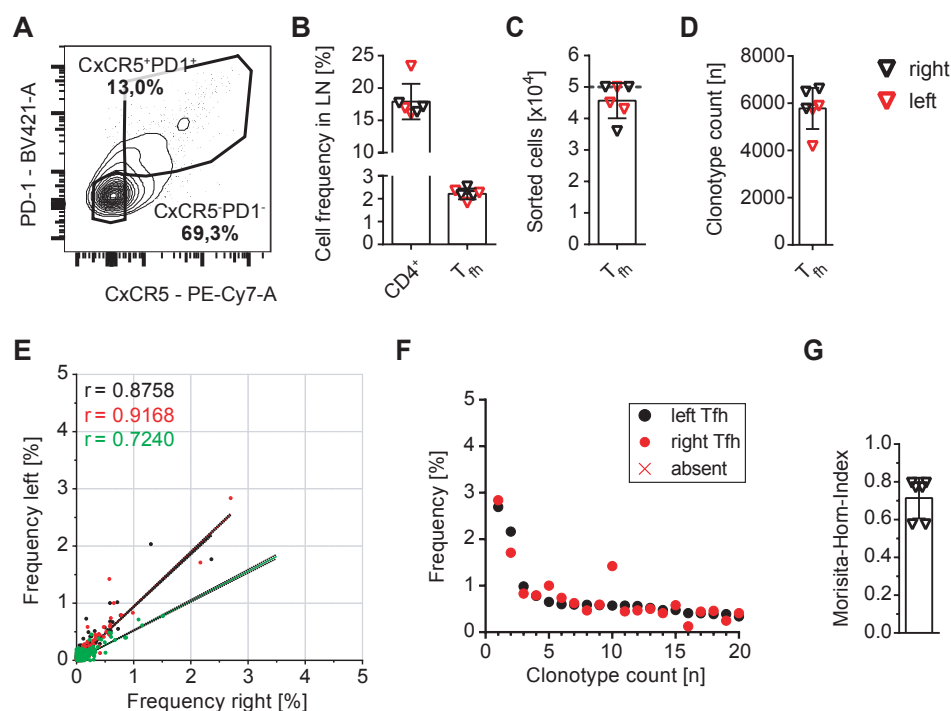 A
PD-1 - BV421-A
CxCR5⁺PD1⁺
13,0%
CxCR5⁻PD1⁻
69,3%
CxCR5 - PE-Cy7-A
B
Cell frequency in LN [%]
25
20
15
10
3
2
1
0
CD4⁺
T_fh
C
Sorted cells [x10⁴]
6
5
4
3
2
1
0
T_fh
D
Clonotype count [n]
8000
6000
4000
2000
0
T_fh
right
left
E
Frequency left [%]
5
4
3
2
1
0
r = 0.8758
r = 0.9168
r = 0.7240
0 1 2 3 4 5
Frequency right [%]
F
Frequency [%]
5
4
3
2
1
0
left Tfh
right Tfh
absent
0 5 10 15 20
Clonotype count [n]
G
Morisita-Horn-Index
1.0
0.8
0.6
0.4
0.2
0.0